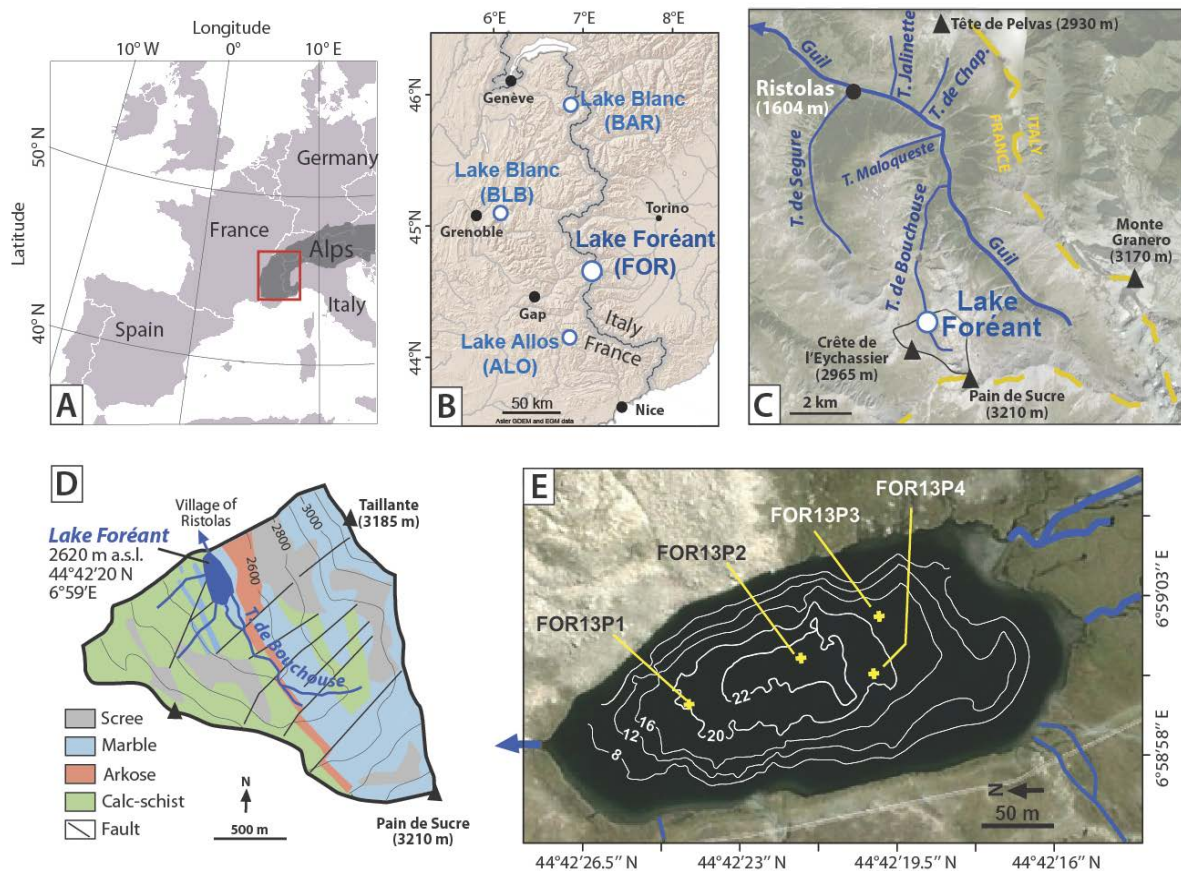 Longitude
10°W
0°
10°E
Latitude
50° N
40° N
Germany
France
Alps
Italy
Spain
A
6°E
7°E
8°E
46°N
45°N
44°N
Genève
Lake Blanc
(BAR)
Lake Blanc
(BLB)
Grenoble
Torino
Lake Foréant
(FOR)
Gap
Italy
France
Lake Allos
(ALO)
B
50 km
Nice
Aster GDEM and EGM data
C
Tête de Pelvas (2930 m)
Guil
T. Jalinette
T. de Chap.
Ristolas
(1604 m)
ITALY
FRANCE
T. de Segure
T. Maloqueste
T. de Bouchouse
Guil
Monte
Granero
(3170 m)
Lake
Foréant
Crête de
l'Eychassier
(2965 m)
Pain de Sucre
(3210 m)
2 km
D
Village of
Ristolas
Taillante
(3185 m)
Lake Foréant
2620 m a.s.l.
44°42'20 N
6°59'E
3000
2800
2600
T. de Bouchouse
Scree
Marble
Arkose
Calc-schist
Fault
N
500 m
Pain de Sucre
(3210 m)
E
FOR13P4
FOR13P3
FOR13P2
FOR13P1
22
20
16
12
8
N
50 m
6°59'03'' E
6°58'58'' E
44°42'26.5'' N
44°42'23'' N
44°42'19.5'' N
44°42'16'' N